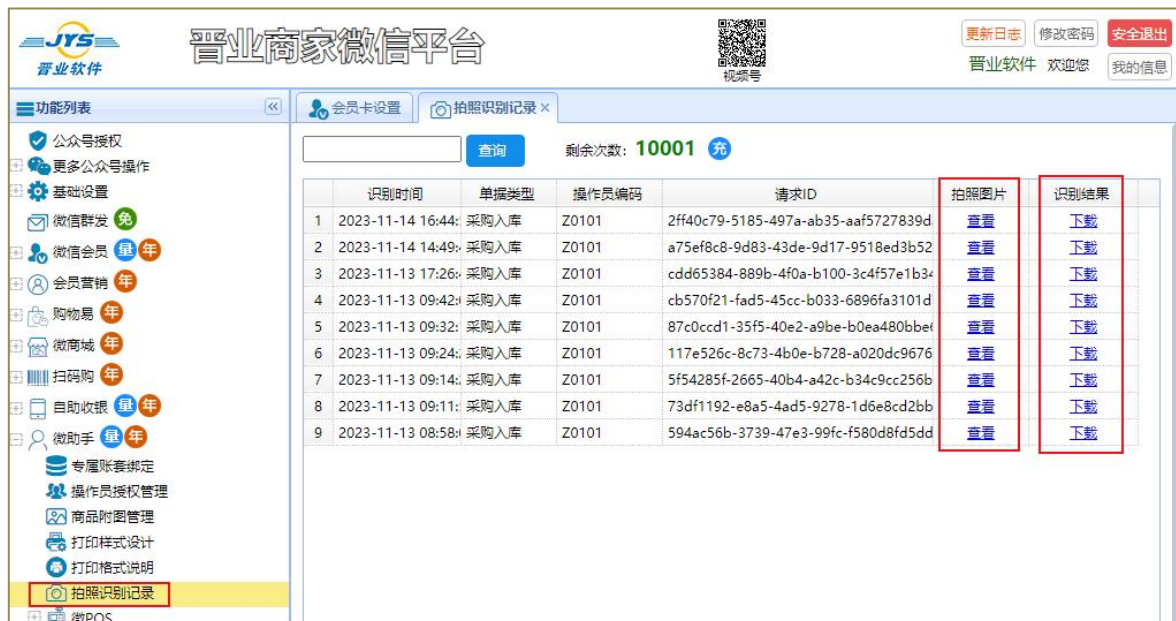 JYS
晋业软件
晋业商家微信平台
视频号
更新日志 修改密码 安全退出
晋业软件 欢迎您 我的信息
功能列表
会员卡设置 拍照识别记录
公众号授权
更多公众号操作
基础设置
微信群发 免
微信会员 量 年
会员营销 年
购物易 年
微商城 年
扫码购 年
自助收银 量 年
微助手 量 年
专属账套绑定
操作员授权管理
商品附图管理
打印样式设计
打印格式说明
拍照识别记录
微POS
查询 剩余次数: 10001 充
识别时间 单据类型 操作员编码 请求ID 拍照图片 识别结果
1 2023-11-14 16:44: 采购入库 Z0101 2ff40c79-5185-497a-ab35-aaf5727839d 查看 下载
2 2023-11-14 14:49: 采购入库 Z0101 a75ef8c8-9d83-43de-9d17-9518ed3b52 查看 下载
3 2023-11-13 17:26: 采购入库 Z0101 cdd65384-889b-4f0a-b100-3c4f57e1b34 查看 下载
4 2023-11-13 09:42: 采购入库 Z0101 cb570f21-fad5-45cc-b033-6896fa3101d 查看 下载
5 2023-11-13 09:32: 采购入库 Z0101 87c0ccd1-35f5-40e2-a9be-b0ea480bbe 查看 下载
6 2023-11-13 09:24: 采购入库 Z0101 117e526c-8c73-4b0e-b728-a020dc9676 查看 下载
7 2023-11-13 09:14: 采购入库 Z0101 5f54285f-2665-40b4-a42c-b34c9cc256b 查看 下载
8 2023-11-13 09:11: 采购入库 Z0101 73df1192-e8a5-4ad5-9278-1d6e8cd2bb 查看 下载
9 2023-11-13 08:58: 采购入库 Z0101 594ac56b-3739-47e3-99fc-f580d8fd5dd 查看 下载